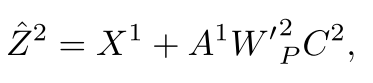 $\hat{Z}^2 = X^1 + A^1 W'^2_P C^2,$